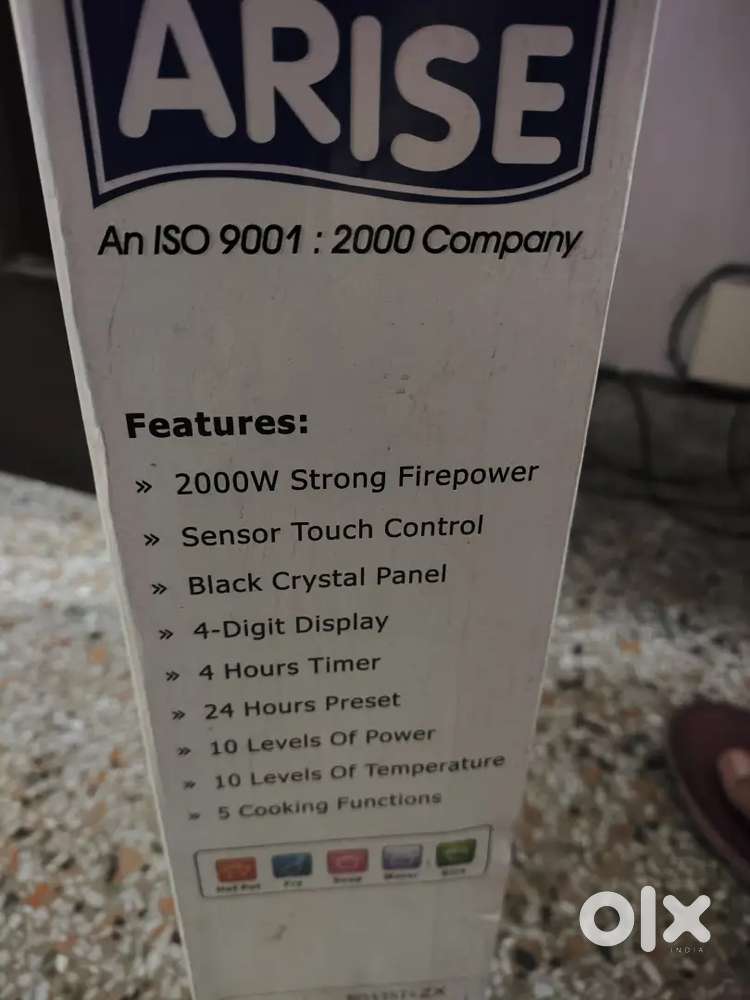 ARISE
An ISO 9001 : 2000 Company
Features:
» 2000W Strong Firepower
» Sensor Touch Control
» Black Crystal Panel
» 4-Digit Display
» 4 Hours Timer
» 24 Hours Preset
» 10 Levels Of Power
» 10 Levels Of Temperature
» 5 Cooking Functions
Hot Pot Fry Soup Water Rice
olx
INDIA